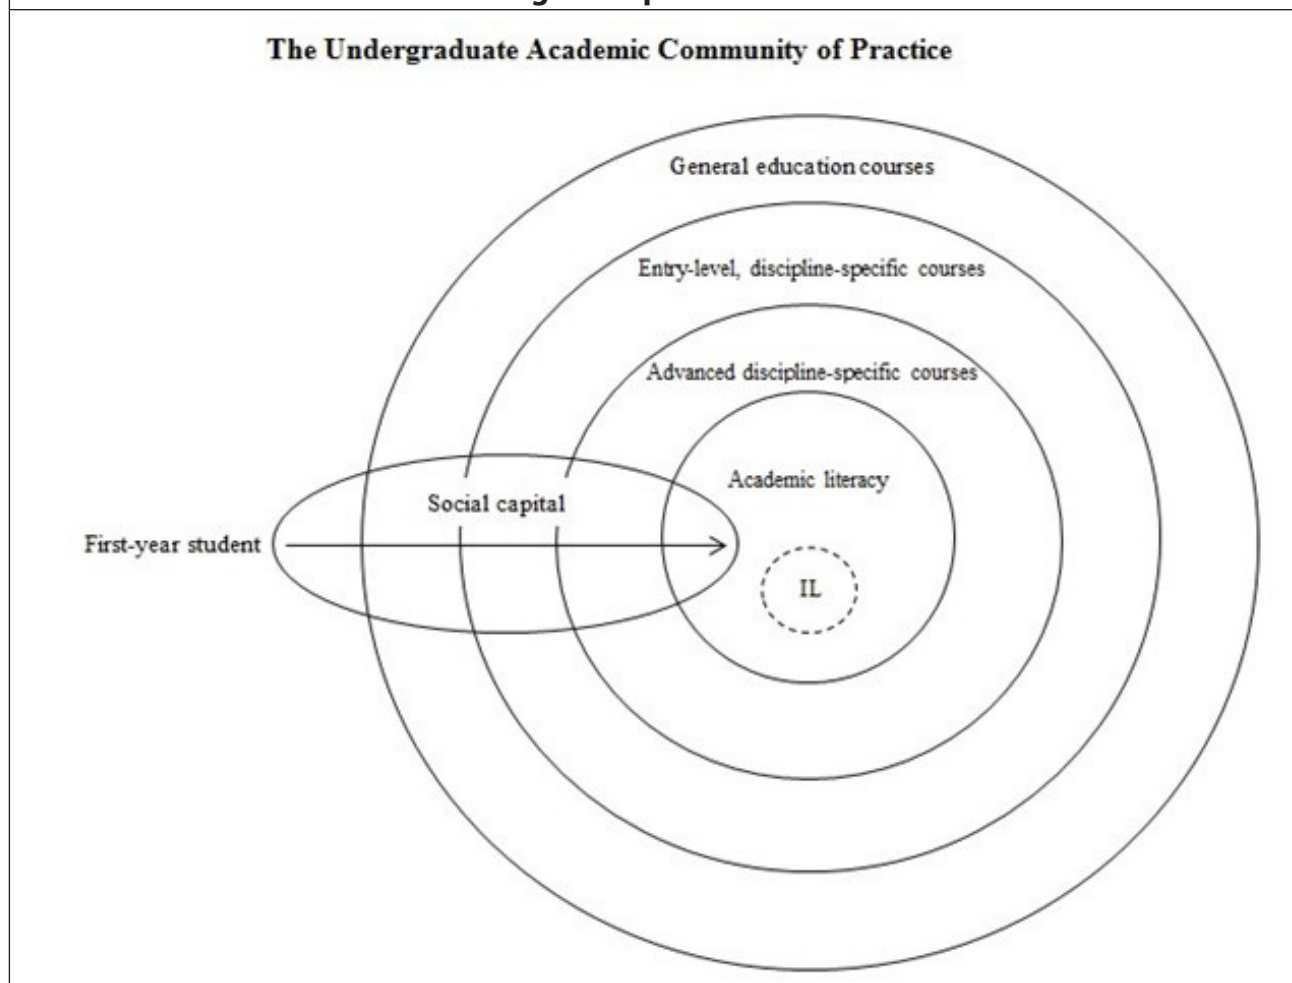 The Undergraduate Academic Community of Practice
General education courses
Entry-level, discipline-specific courses
Advanced discipline-specific courses
Academic literacy
Social capital
First-year student
IL